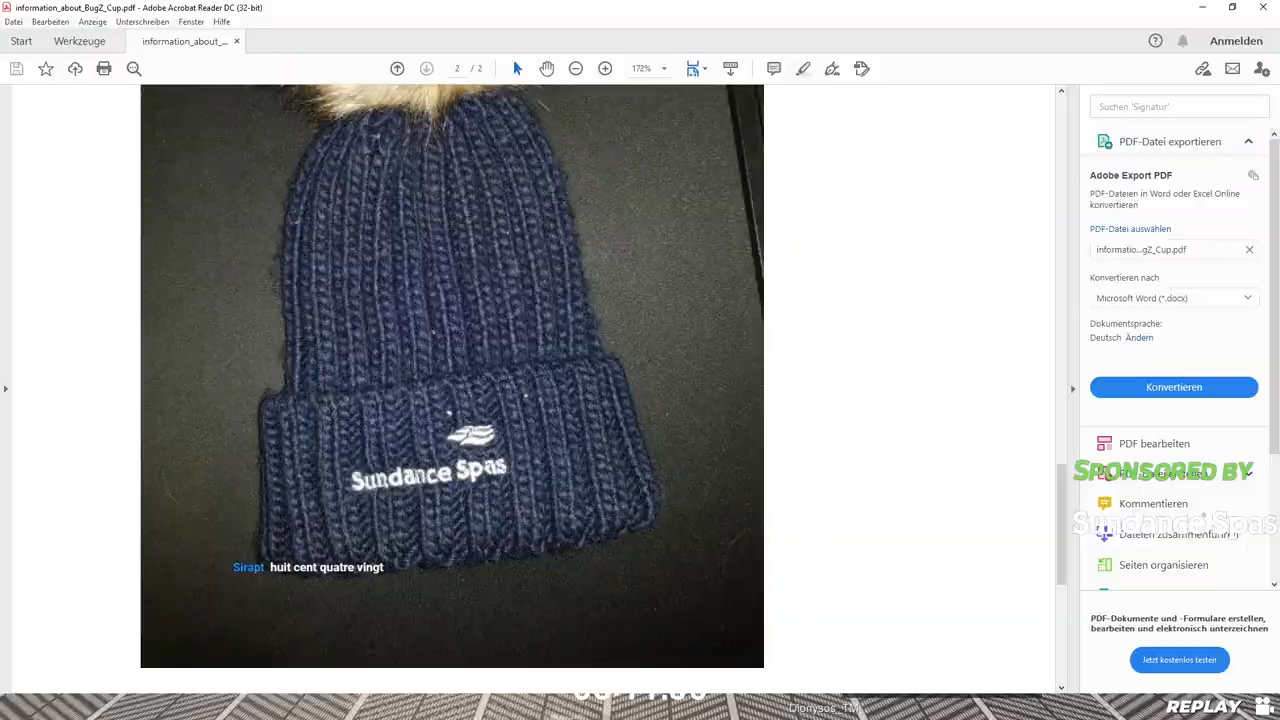 information_about_BugZ_Cup.pdf - Adobe Acrobat Reader DC (32-bit)
Datei Bearbeiten Anzeige Unterschreiben Fenster Hilfe
Start Werkzeuge information_about_... × Anmelden
2 / 2 172%
Suchen 'Signatur'
PDF-Datei exportieren
Adobe Export PDF
PDF-Dateien in Word oder Excel Online
konvertieren
PDF-Datei auswählen
informatio...gZ_Cup.pdf
Konvertieren nach
Microsoft Word (*.docx)
Dokumentsprache:
Deutsch Ändern
Konvertieren
PDF bearbeiten
SPONSORED BY
Kommentieren
Sundance Spas
Dateien zusammenführen
Seiten organisieren
PDF-Dokumente und -Formulare erstellen,
bearbeiten und elektronisch unterzeichnen
Jetzt kostenlos testen
Sundance Spas
Sirapt huit cent quatre vingt
Dionysos_TM
REPLAY